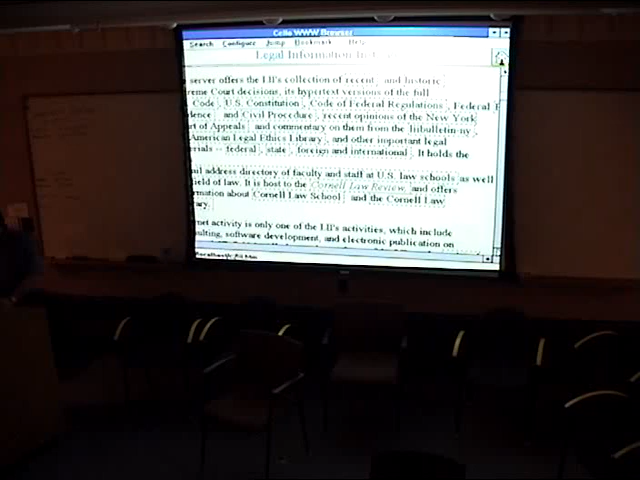 Cello WWW Browser
Search Configure Jump Bookmark Help
Legal Information
server offers the LII's collection of recent and historic
reme Court decisions, its hypertext versions of the full
Code , U.S. Constitution , Code of Federal Regulations , Federal
dence and Civil Procedure , recent opinions of the New York
rt of Appeals and commentary on them from the liibulletin-ny ,
American Legal Ethics Library , and other important legal
erials -- federal , state , foreign and international . It holds the
ail address directory of faculty and staff at U.S. law schools as well
field of law. It is host to the Cornell Law Review, and offers
rmation about Cornell Law School and the Cornell Law
ary.
rnet activity is only one of the LII's activities, which include
sulting, software development, and electronic publication on